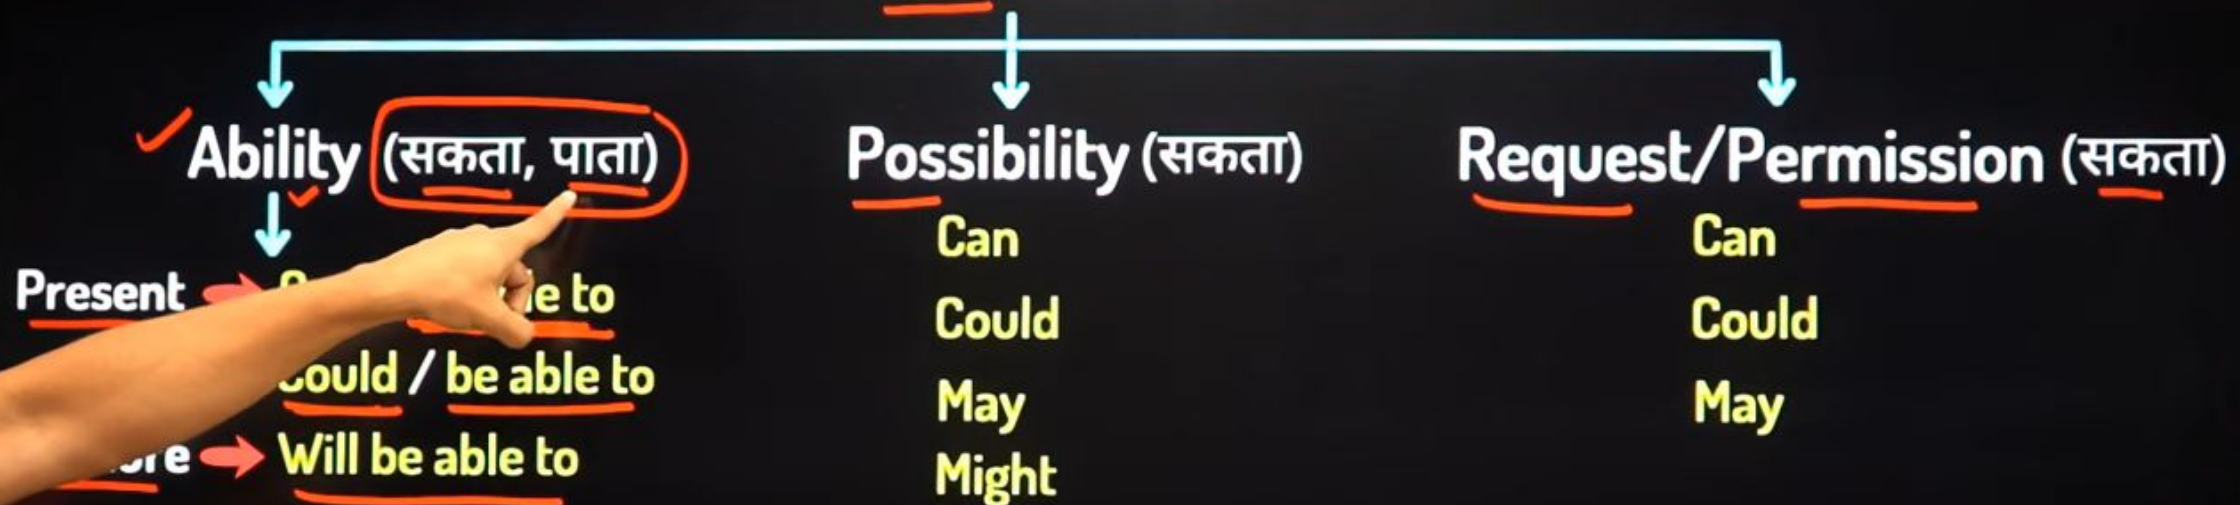 Ability (सकता, पाता)
Possibility (सकता)
Request/Permission (सकता)
Present
to
Could / be able to
Will be able to
Can
Could
May
Might
Can
Could
May